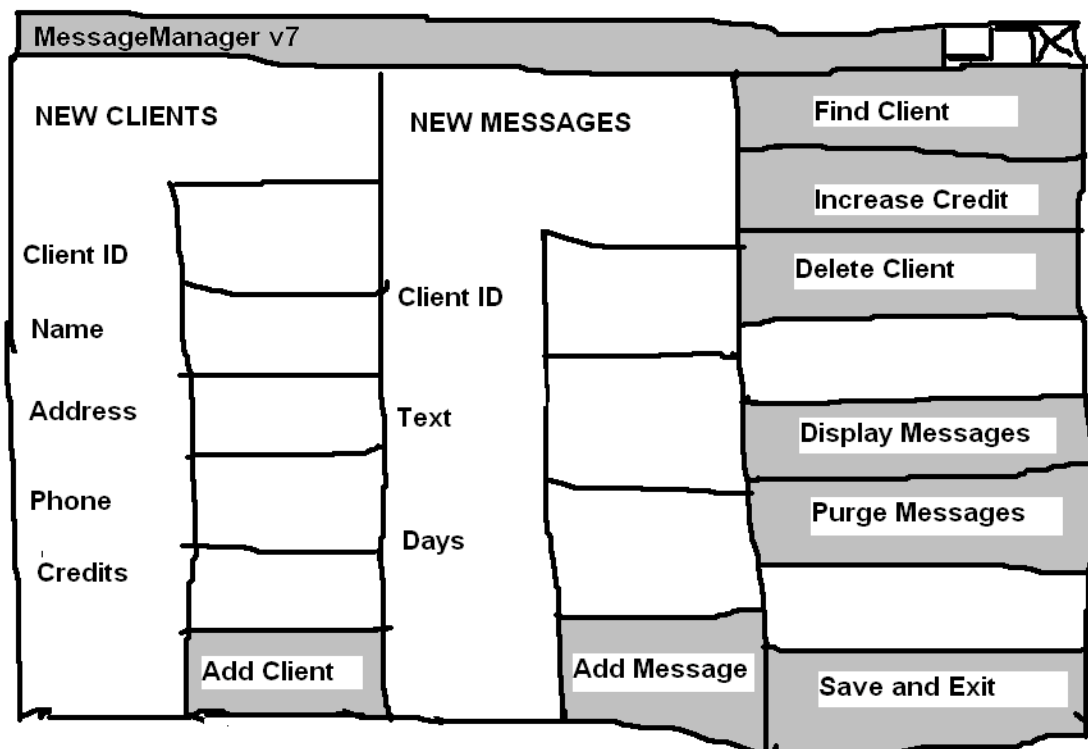 MessageManager v7
NEW CLIENTS
Client ID
Name
Address
Phone
Credits
Add Client
NEW MESSAGES
Client ID
Text
Days
Add Message
Find Client
Increase Credit
Delete Client
Display Messages
Purge Messages
Save and Exit